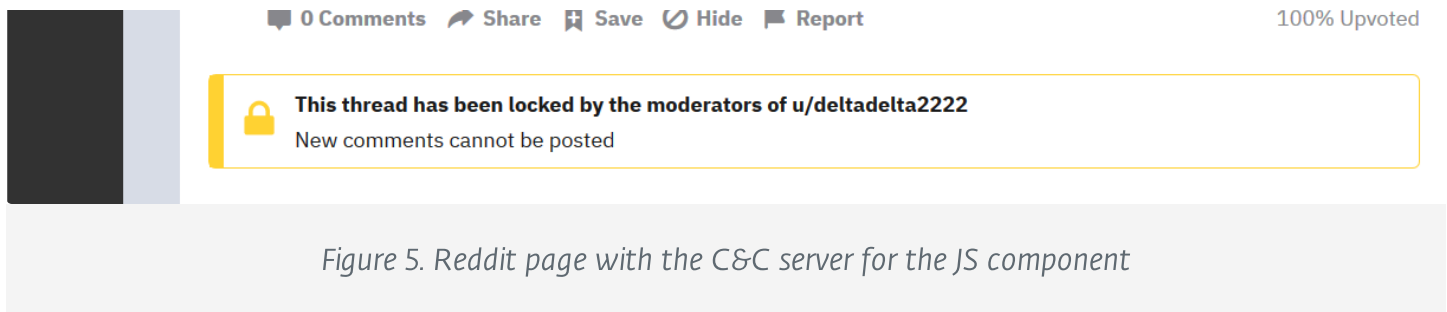 0 Comments Share Save Hide Report 100% Upvoted
This thread has been locked by the moderators of u/deltadelta2222
New comments cannot be posted
Figure 5. Reddit page with the C&C server for the JS component